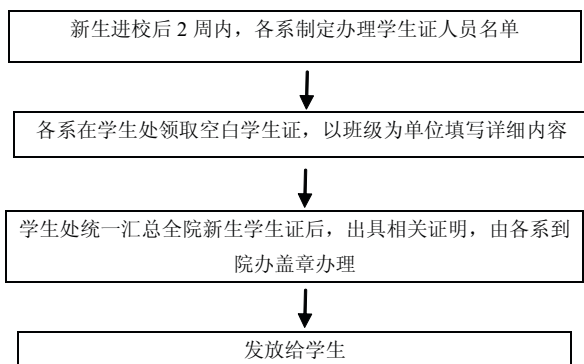 新生进校后 2 周内，各系制定办理学生证人员名单
各系在学生处领取空白学生证，以班级为单位填写详细内容
学生处统一汇总全院新生学生证后，出具相关证明，由各系到
院办盖章办理
发放给学生